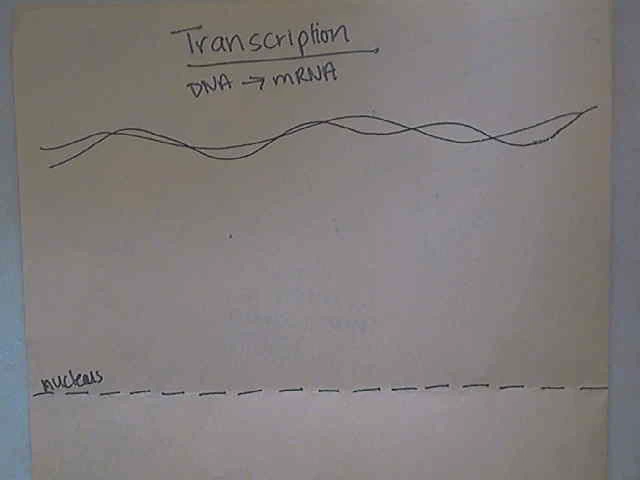 Transcription
DNA → mRNA
nucleus